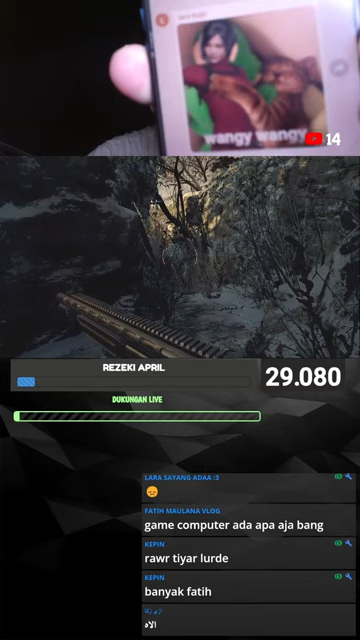 wangy wangy
14
REZEKI APRIL
29.080
DUKUNGAN LIVE
LARA SAYANG ADAA :3
😞
FATIH MAULANA VLOG
game computer ada apa aja bang
KEPIN
rawr tiyar lurde
KEPIN
banyak fatih
الاه